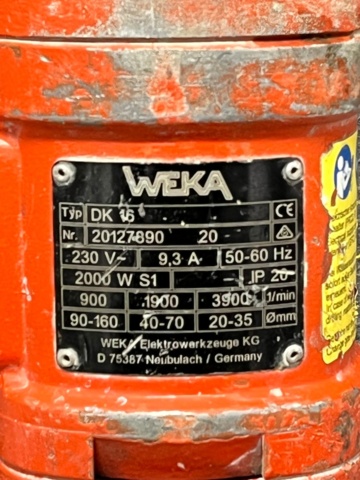 WEKA
Typ DK 16 CE
Nr. 20127890 20
230 V~ 9,3 A 50-60 Hz
2000 W S1 IP 20
900 1900 3900 1/min
90-160 40-70 20-35 Ømm
WEKA Elektrowerkzeuge KG
D 75387 Neubulach / Germany